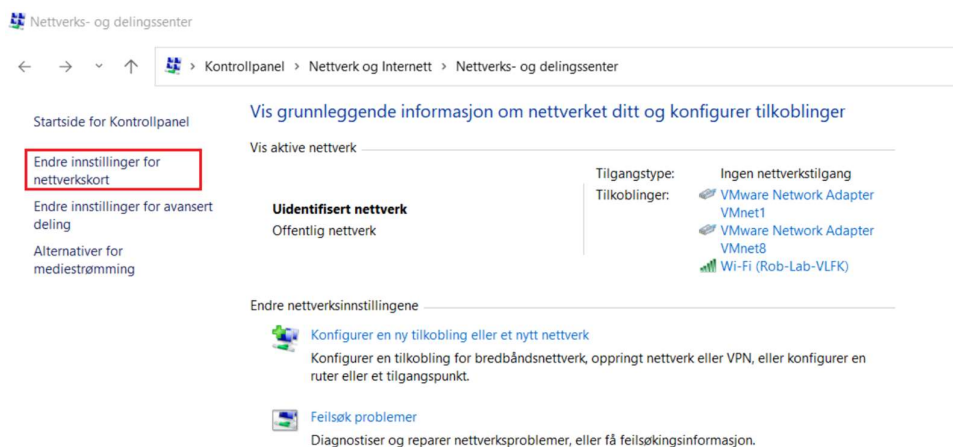 Nettverks- og delingssenter
Kontrollpanel > Nettverk og Internett > Nettverks- og delingssenter
Startside for Kontrollpanel
Endre innstillinger for
nettverkskort
Endre innstillinger for avansert
deling
Alternativer for
mediestrømming
Vis grunnleggende informasjon om nettverket ditt og konfigurer tilkoblinger
Vis aktive nettverk
Uidentifisert nettverk
Offentlig nettverk
Tilgangstype: Ingen nettverkstilgang
Tilkoblinger: VMware Network Adapter
VMnet1
VMware Network Adapter
VMnet8
Wi-Fi (Rob-Lab-VLFK)
Endre nettverksinnstillingene
Konfigurer en ny tilkobling eller et nytt nettverk
Konfigurer en tilkobling for bredbåndsnettverk, oppringt nettverk eller VPN, eller konfigurer en
ruter eller et tilgangspunkt.
Feilsøk problemer
Diagnostiser og reparer nettverksproblemer, eller få feilsøkingsinformasjon.